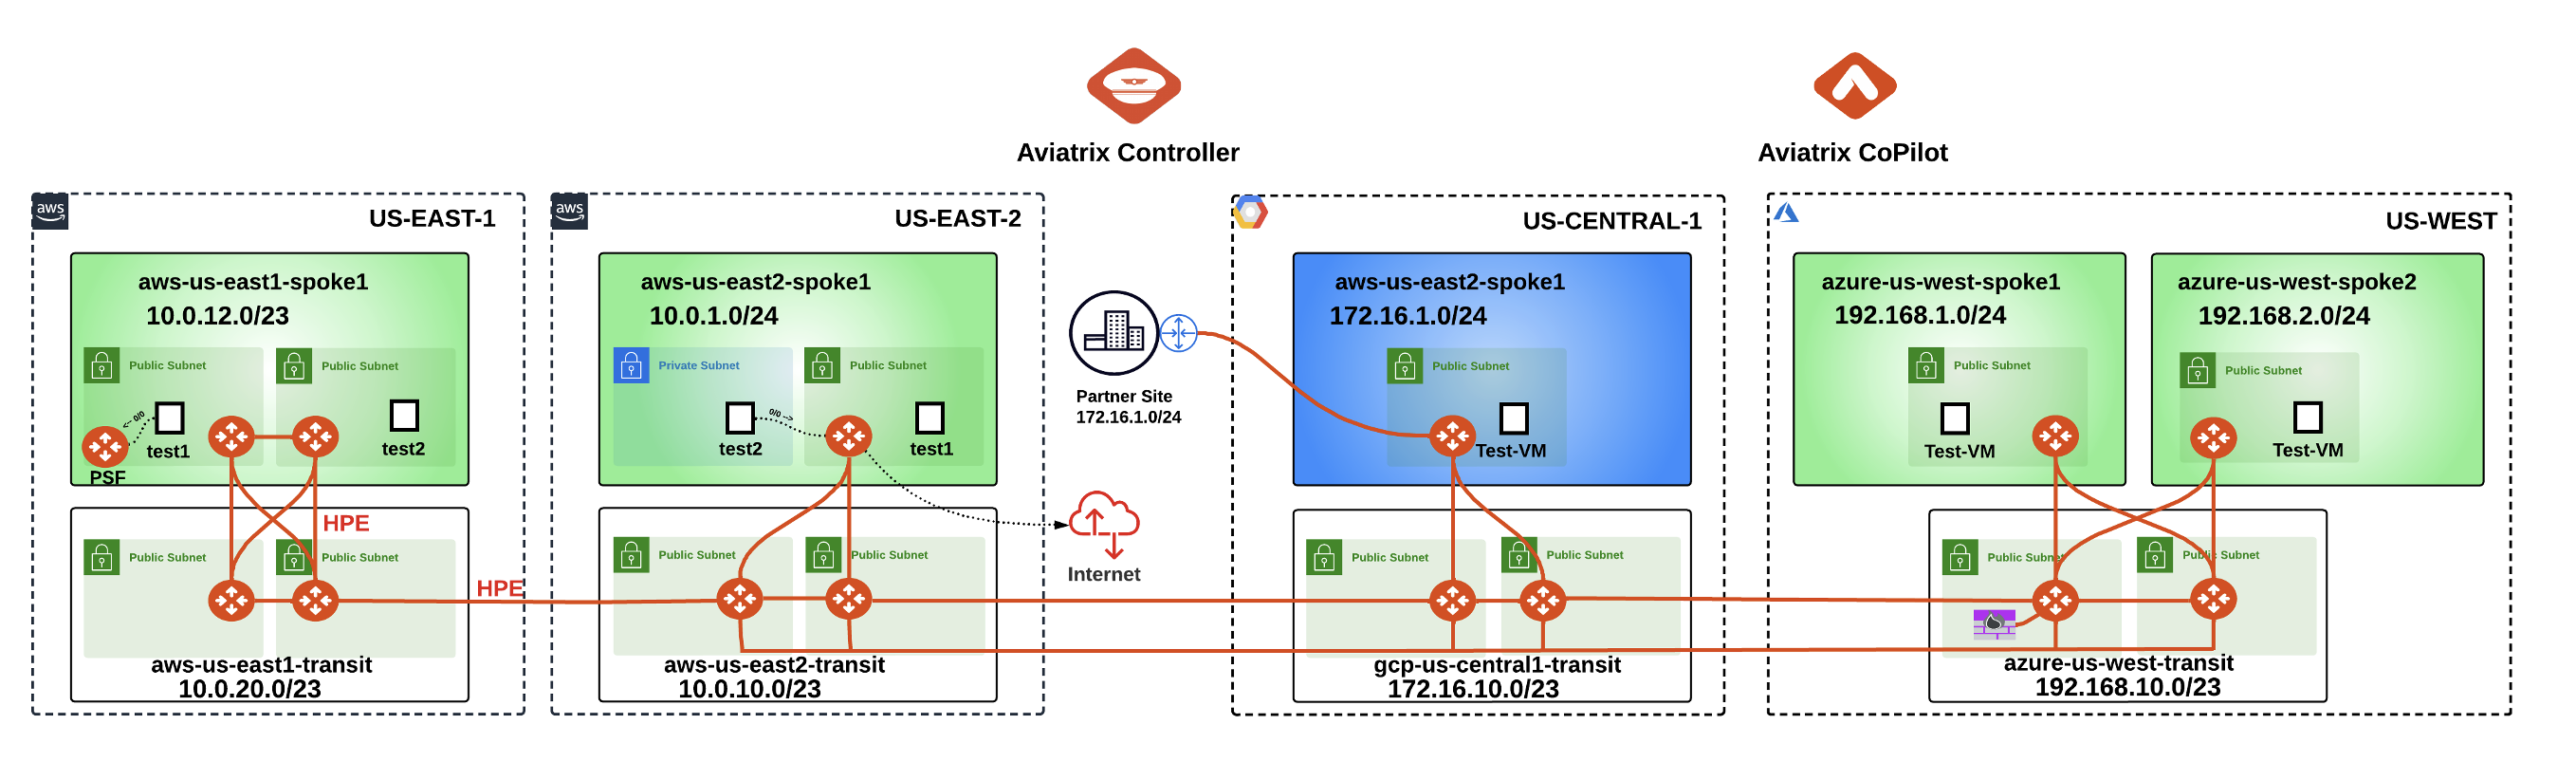 Aviatrix Controller
Aviatrix CoPilot
aws
US-EAST-1
aws-us-east1-spoke1
10.0.12.0/23
Public Subnet
Public Subnet
<-- 0/0
test1
test2
PSF
HPE
Public Subnet
Public Subnet
HPE
aws-us-east1-transit
10.0.20.0/23
aws
US-EAST-2
aws-us-east2-spoke1
10.0.1.0/24
Private Subnet
Public Subnet
0/0 -->
test2
test1
Public Subnet
Public Subnet
aws-us-east2-transit
10.0.10.0/23
Partner Site
172.16.1.0/24
Internet
US-CENTRAL-1
aws-us-east2-spoke1
172.16.1.0/24
Public Subnet
Test-VM
Public Subnet
Public Subnet
gcp-us-central1-transit
172.16.10.0/23
US-WEST
azure-us-west-spoke1
192.168.1.0/24
Public Subnet
Test-VM
azure-us-west-spoke2
192.168.2.0/24
Public Subnet
Test-VM
Public Subnet
Public Subnet
azure-us-west-transit
192.168.10.0/23